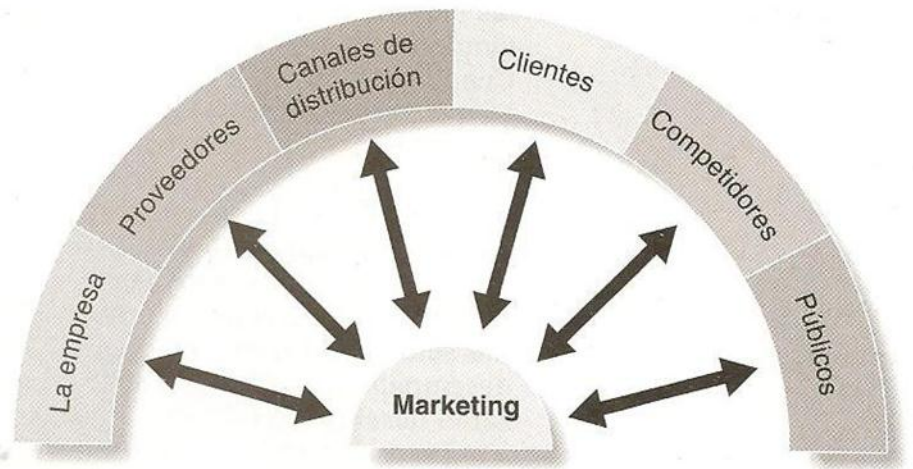 La empresa
Proveedores
Canales de
distribución
Clientes
Competidores
Públicos
Marketing